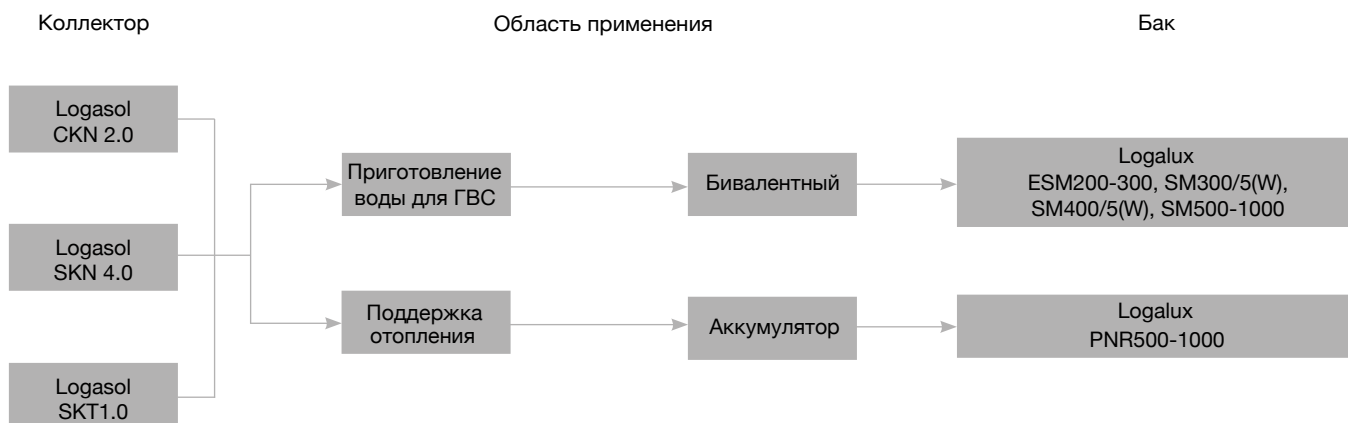 Коллектор
Область применения
Бак
Logasol
CKN 2.0
Logasol
SKN 4.0
Logasol
SKT1.0
Приготовление
воды для ГВС
Поддержка
отопления
Бивалентный
Аккумулятор
Logalux
ESM200-300, SM300/5(W),
SM400/5(W), SM500-1000
Logalux
PNR500-1000